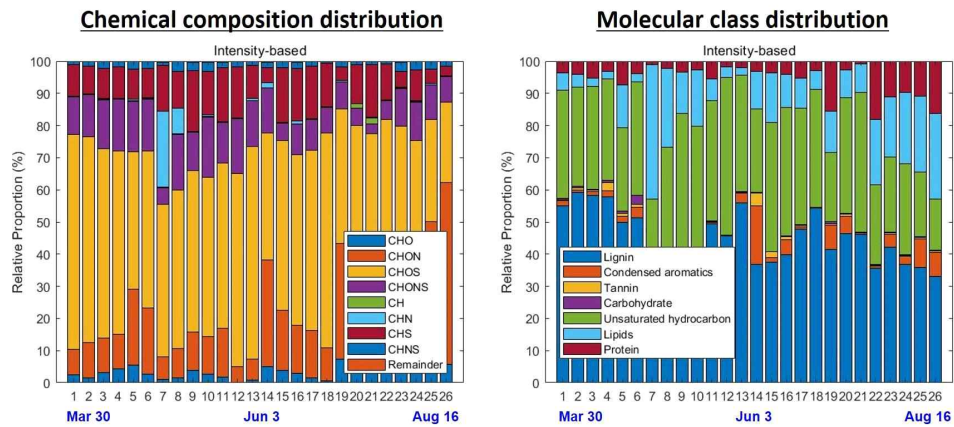 Chemical composition distribution
Intensity-based
Relative Proportion (%)
100
90
80
70
60
50
40
30
20
10
0
CHO
CHON
CHOS
CHONS
CH
CHN
CHS
CHNS
Remainder
1 2 3 4 5 6 7 8 9 10 11 12 13 14 15 16 17 18 19 20 21 22 23 24 25 26
Mar 30 Jun 3 Aug 16
Molecular class distribution
Intensity-based
Relative Proportion (%)
100
90
80
70
60
50
40
30
20
10
0
Lignin
Condensed aromatics
Tannin
Carbohydrate
Unsaturated hydrocarbon
Lipids
Protein
1 2 3 4 5 6 7 8 9 10 11 12 13 14 15 16 17 18 19 20 21 22 23 24 25 26
Mar 30 Jun 3 Aug 16